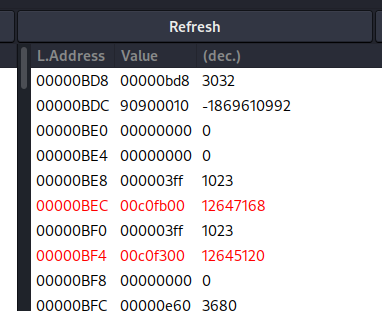 Refresh
L.Address Value (dec.)
00000BD8 00000bd8 3032
00000BDC 90900010 -1869610992
00000BE0 00000000 0
00000BE4 00000000 0
00000BE8 000003ff 1023
00000BEC 00c0fb00 12647168
00000BF0 000003ff 1023
00000BF4 00c0f300 12645120
00000BF8 00000000 0
00000BFC 00000e60 3680